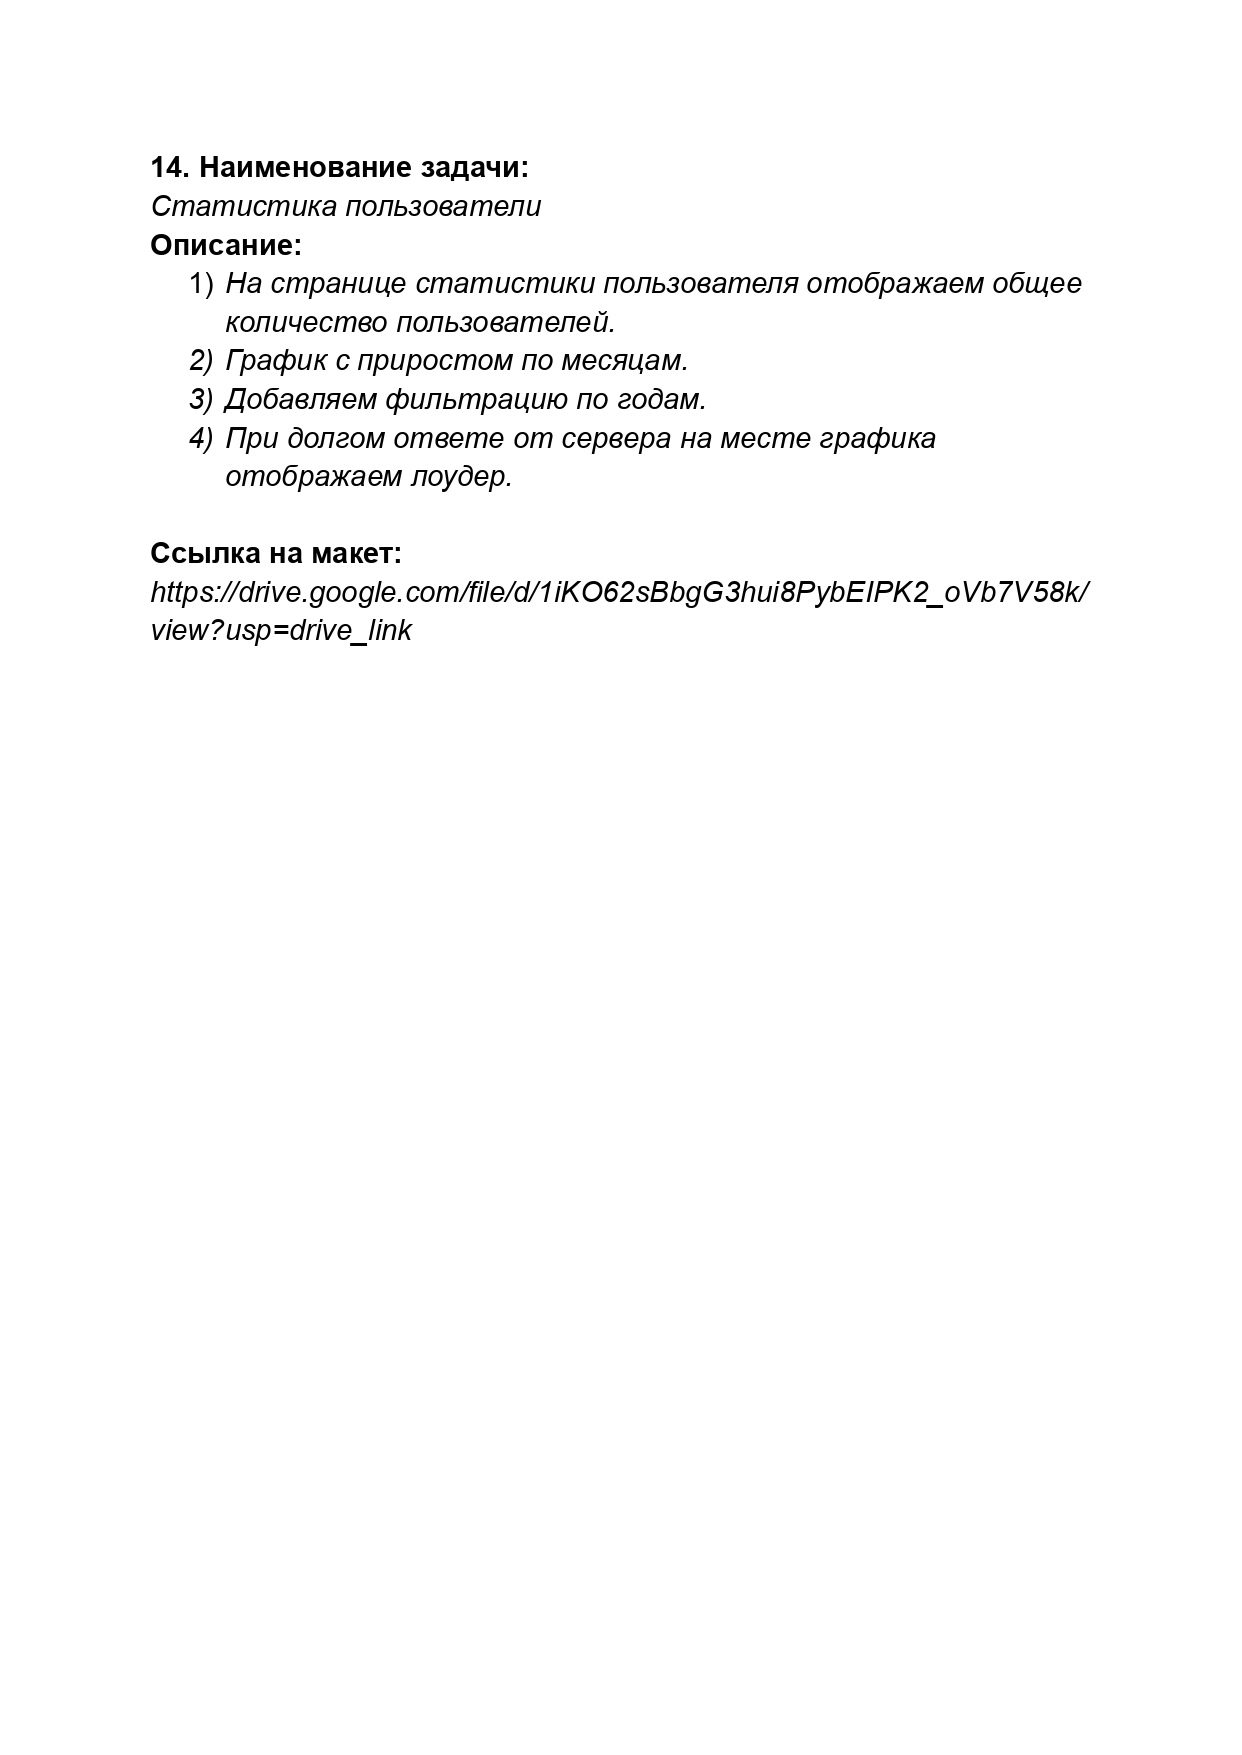 14. Наименование задачи:
Статистика пользователи
Описание:
1) На странице статистики пользователя отображаем общее
количество пользователей.
2) График с приростом по месяцам.
3) Добавляем фильтрацию по годам.
4) При долгом ответе от сервера на месте графика
отображаем лоудер.
Ссылка на макет:
https://drive.google.com/file/d/1iKO62sBbgG3hui8PybEIPK2_oVb7V58k/
view?usp=drive_link